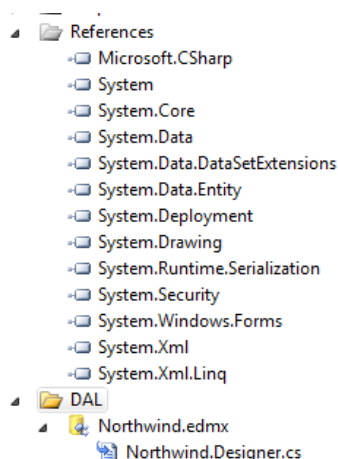 References
Microsoft.CSharp
System
System.Core
System.Data
System.Data.DataSetExtensions
System.Data.Entity
System.Deployment
System.Drawing
System.Runtime.Serialization
System.Security
System.Windows.Forms
System.Xml
System.Xml.Linq
DAL
Northwind.edmx
Northwind.Designer.cs